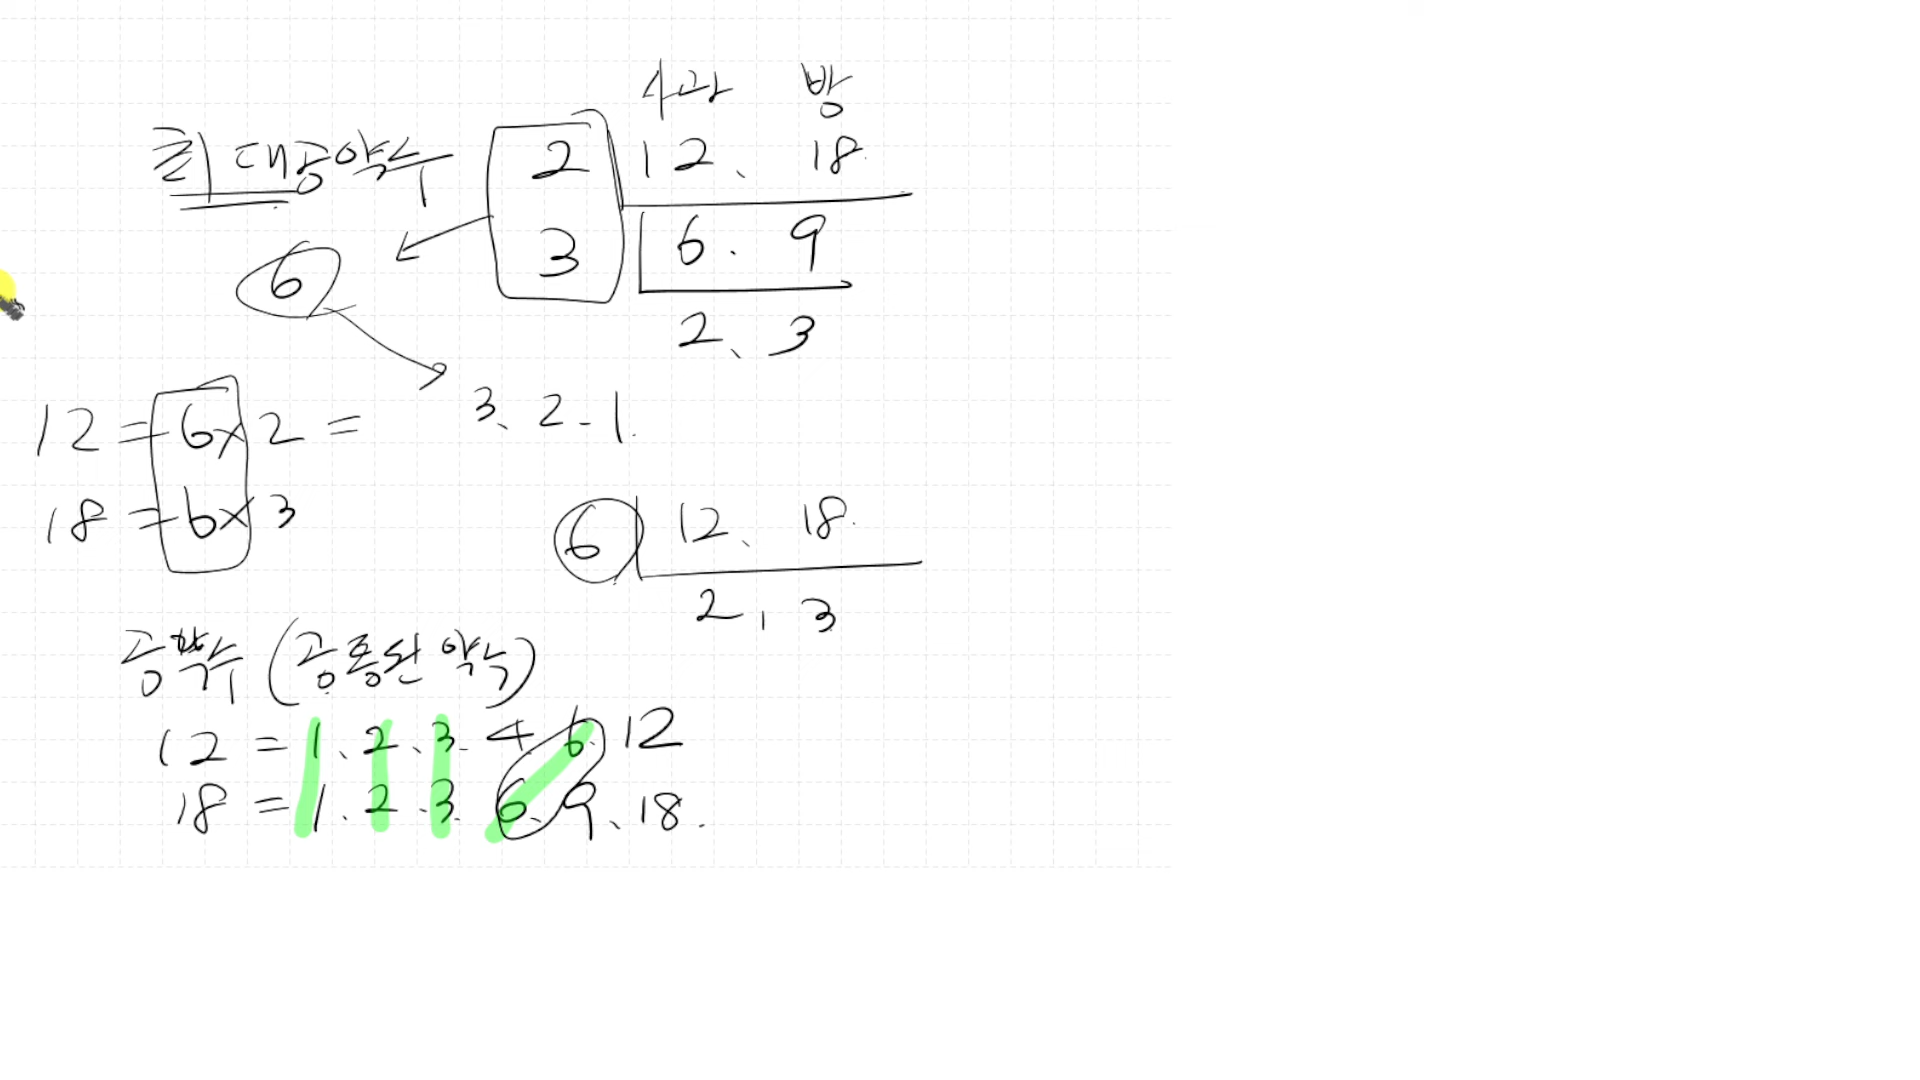 사과 방
최대공약수 2 12、 18
3 6. 9
6
2、3
12 = 6×2 = 3、2-1.
18 = 6×3
6 12、18.
2, 3
공약수 (공통된 약수)
12 = 1、2、3. 4 6. 12
18 = 1. 2. 3. 6. 9、18.